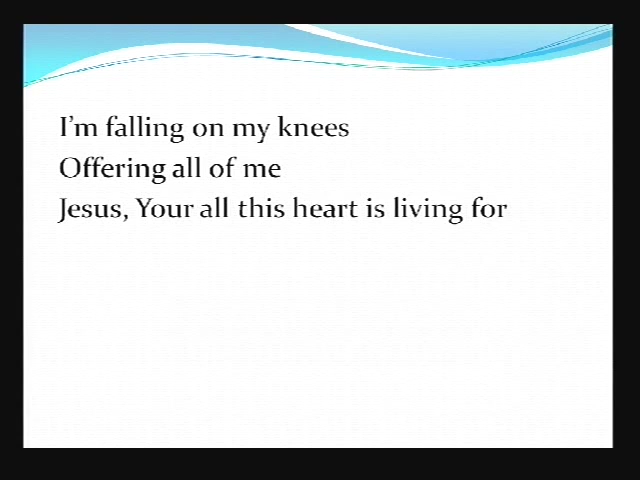 I'm falling on my knees
Offering all of me
Jesus, Your all this heart is living for